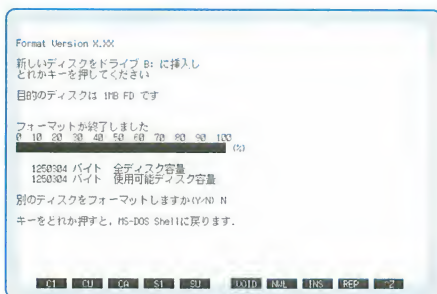 Format Version X.XX
新しいディスクをドライブ B: に挿入し
どれかキーを押してください
目的のディスクは 1MB FD です
フォーマットが終了しました
0 10 20 30 40 50 60 70 80 90 100
(%)
1250304 バイト 全ディスク容量
1250304 バイト 使用可能ディスク容量
別のディスクをフォーマットしますか(Y/N) N
キーをどれか押すと, MS-DOS Shellに戻ります.
C1 CU CA S1 SU VOID NWL INS REP ^Z